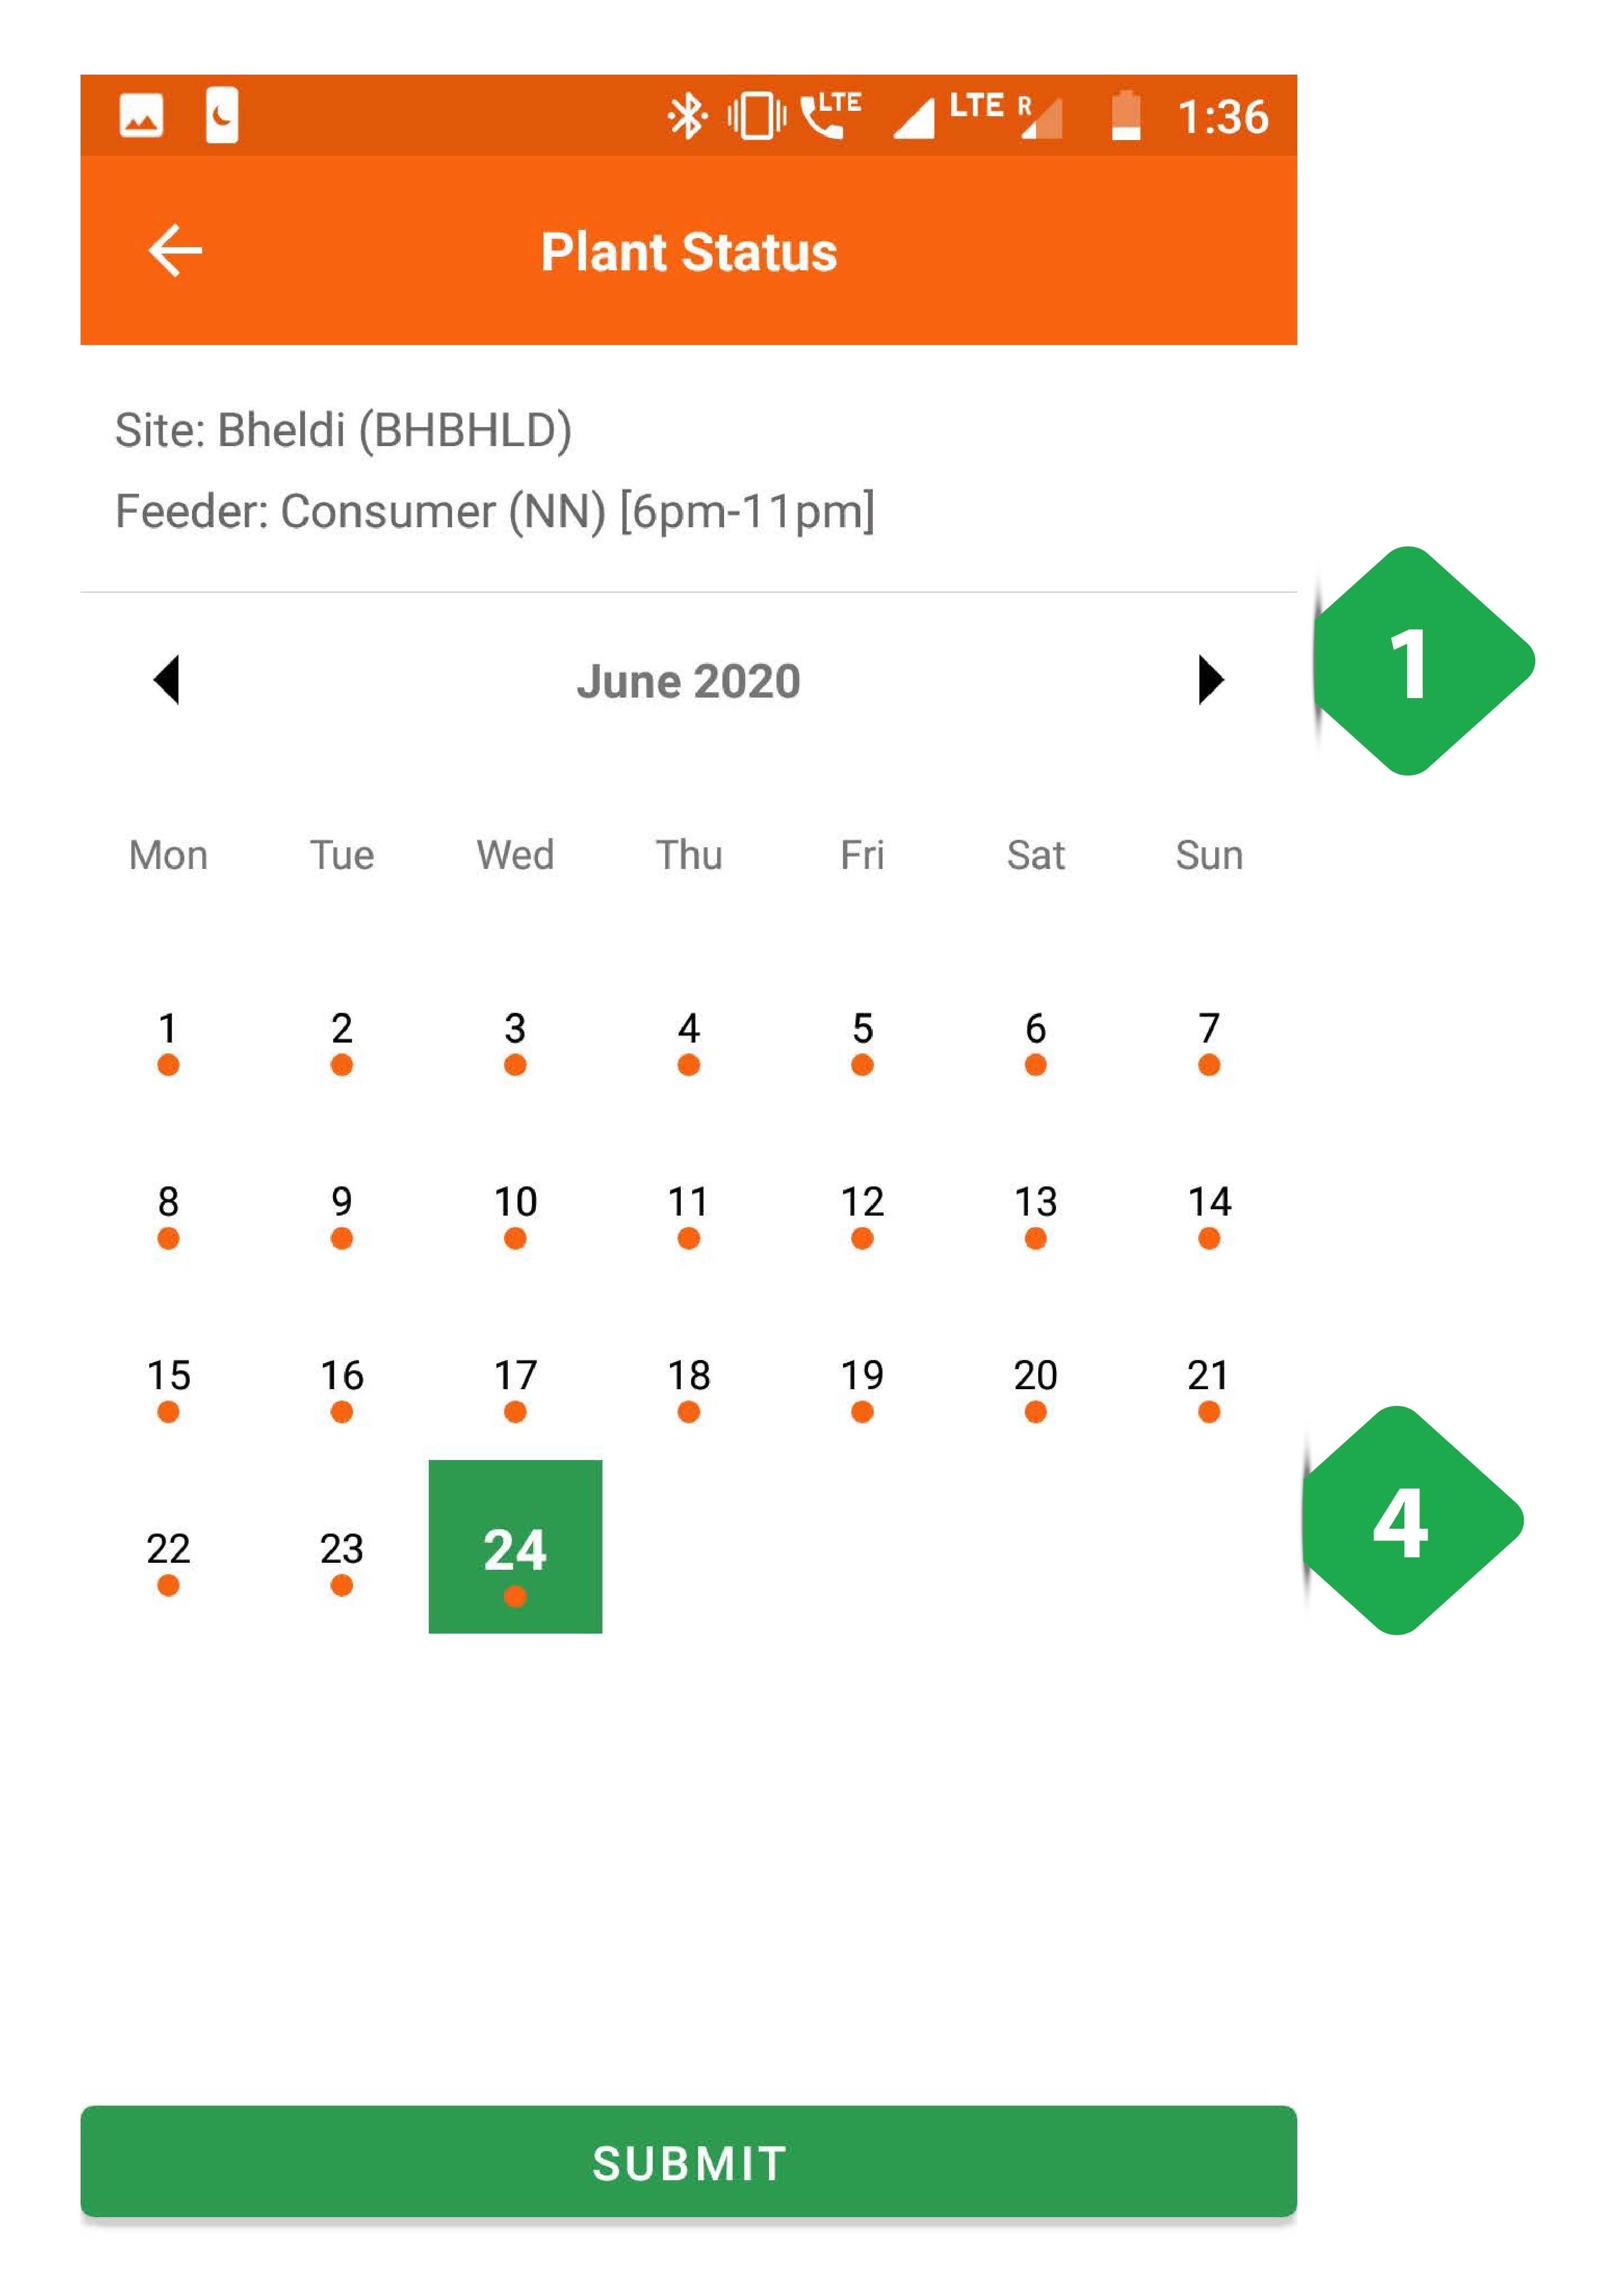 LTE LTE R 1:36
Plant Status
Site: Bheldi (BHBHLD)
Feeder: Consumer (NN) [6pm-11pm]
1
June 2020
Mon Tue Wed Thu Fri Sat Sun
1 2 3 4 5 6 7
8 9 10 11 12 13 14
15 16 17 18 19 20 21
4
22 23 24
SUBMIT